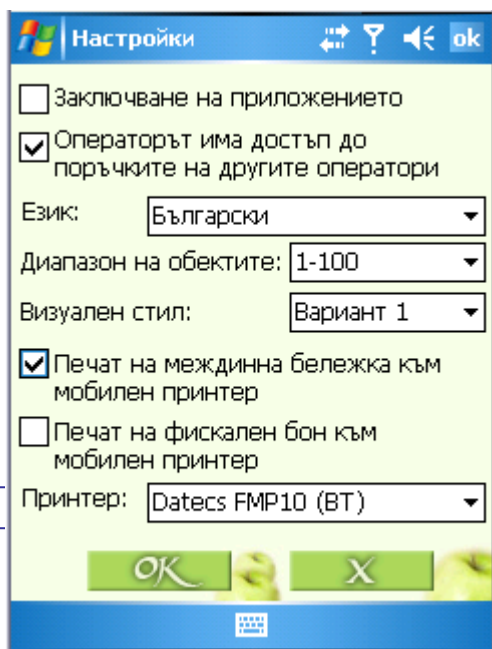 Настройки
ok
Заключване на приложението
Операторът има достъп до
поръчките на другите оператори
Език:
Български
Диапазон на обектите:
1-100
Визуален стил:
Вариант 1
Печат на междинна бележка към
мобилен принтер
Печат на фискален бон към
мобилен принтер
Принтер:
Datecs FMP10 (BT)
OK
X